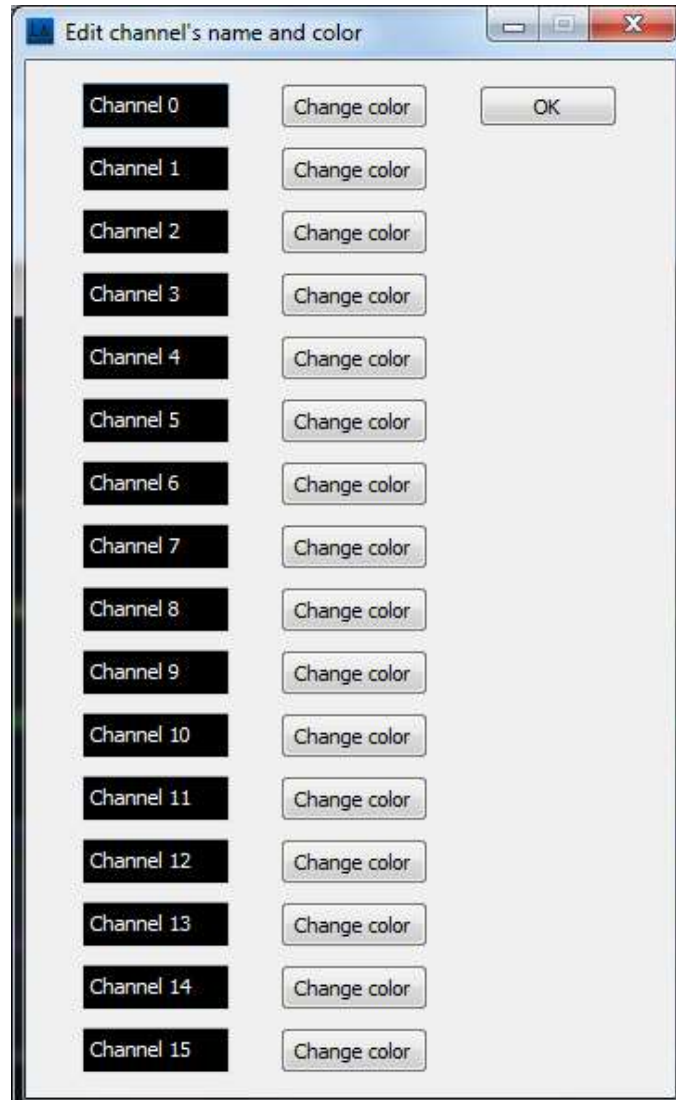 LA Edit channel's name and color
Channel 0 Change color OK
Channel 1 Change color
Channel 2 Change color
Channel 3 Change color
Channel 4 Change color
Channel 5 Change color
Channel 6 Change color
Channel 7 Change color
Channel 8 Change color
Channel 9 Change color
Channel 10 Change color
Channel 11 Change color
Channel 12 Change color
Channel 13 Change color
Channel 14 Change color
Channel 15 Change color